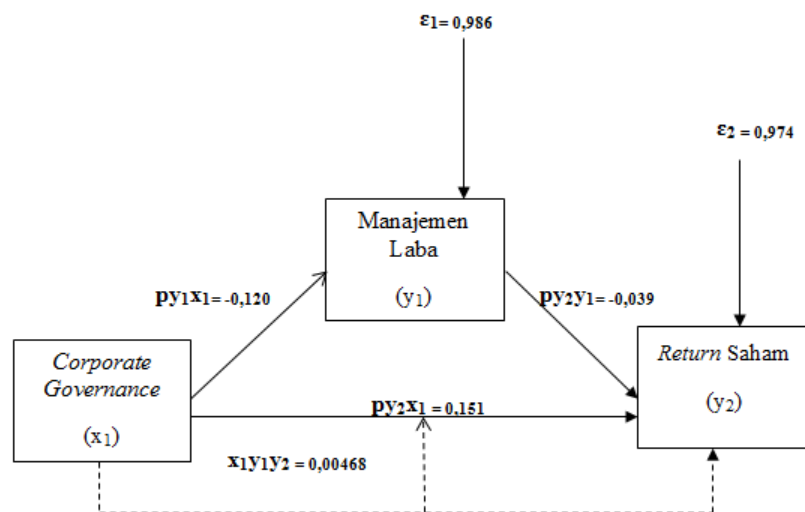 ε1= 0,986
ε2 = 0,974
Manajemen
Laba
(y1)
py1x1= -0,120
py2y1= -0,039
Corporate
Governance
(x1)
Return Saham
(y2)
py2x1 = 0,151
x1y1y2 = 0,00468